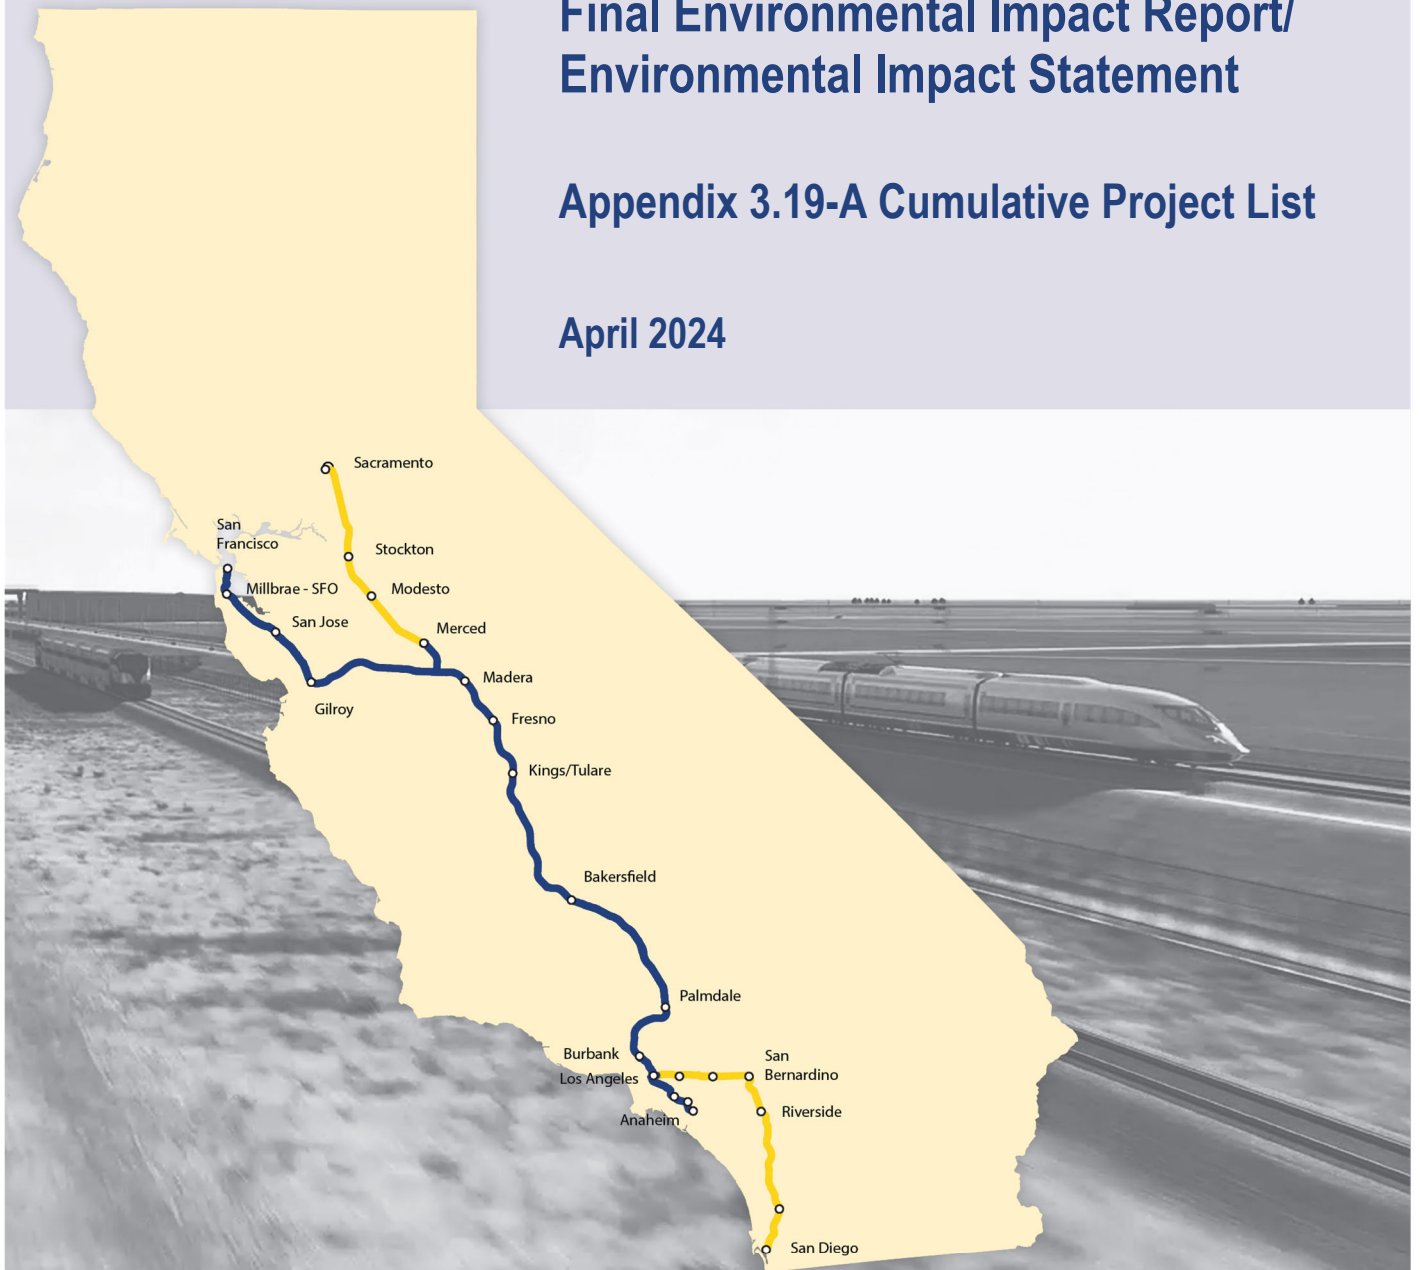 Final Environmental Impact Report/
Environmental Impact Statement
Appendix 3.19-A Cumulative Project List
April 2024
Sacramento
San
Francisco
Stockton
Millbrae - SFO
Modesto
San Jose
Merced
Madera
Gilroy
Fresno
Kings/Tulare
Bakersfield
Palmdale
Burbank
San
Bernardino
Los Angeles
Anaheim
Riverside
San Diego